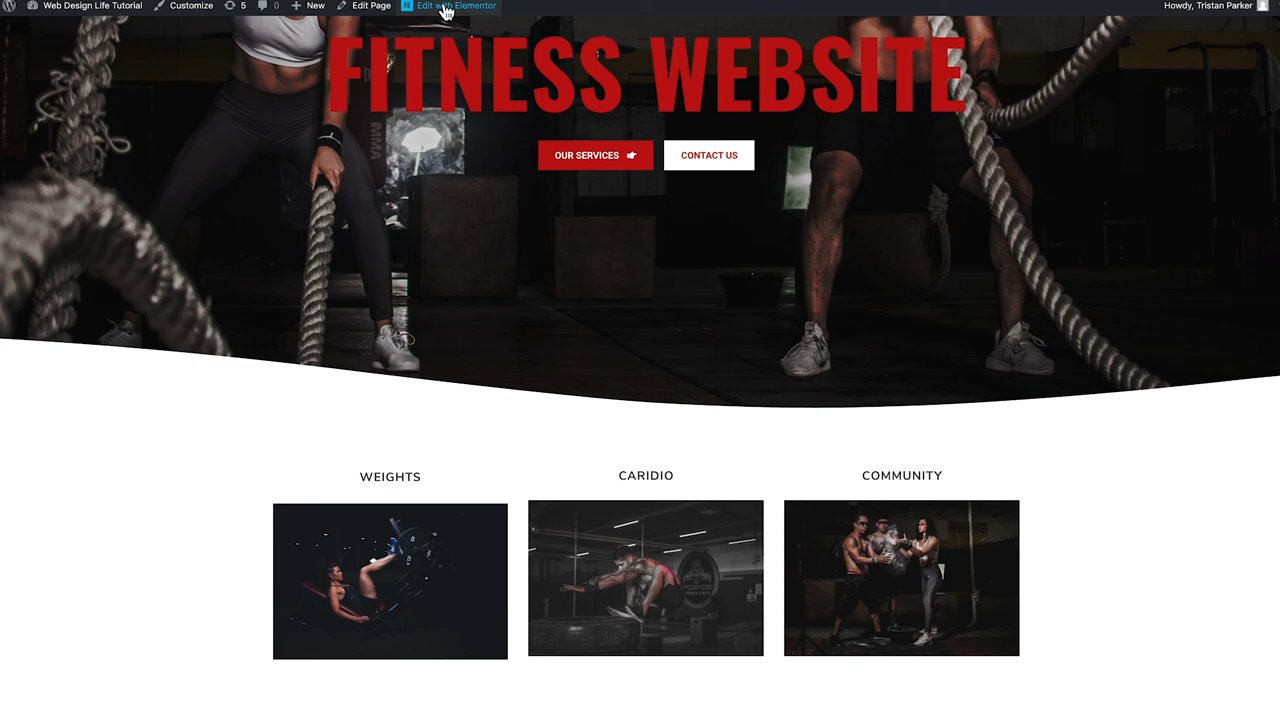 Web Design Life Tutorial Customize 5 0 New Edit Page Edit with Elementor Howdy, Tristan Parker
FITNESS WEBSITE
OUR SERVICES CONTACT US
WEIGHTS CARIDIO COMMUNITY